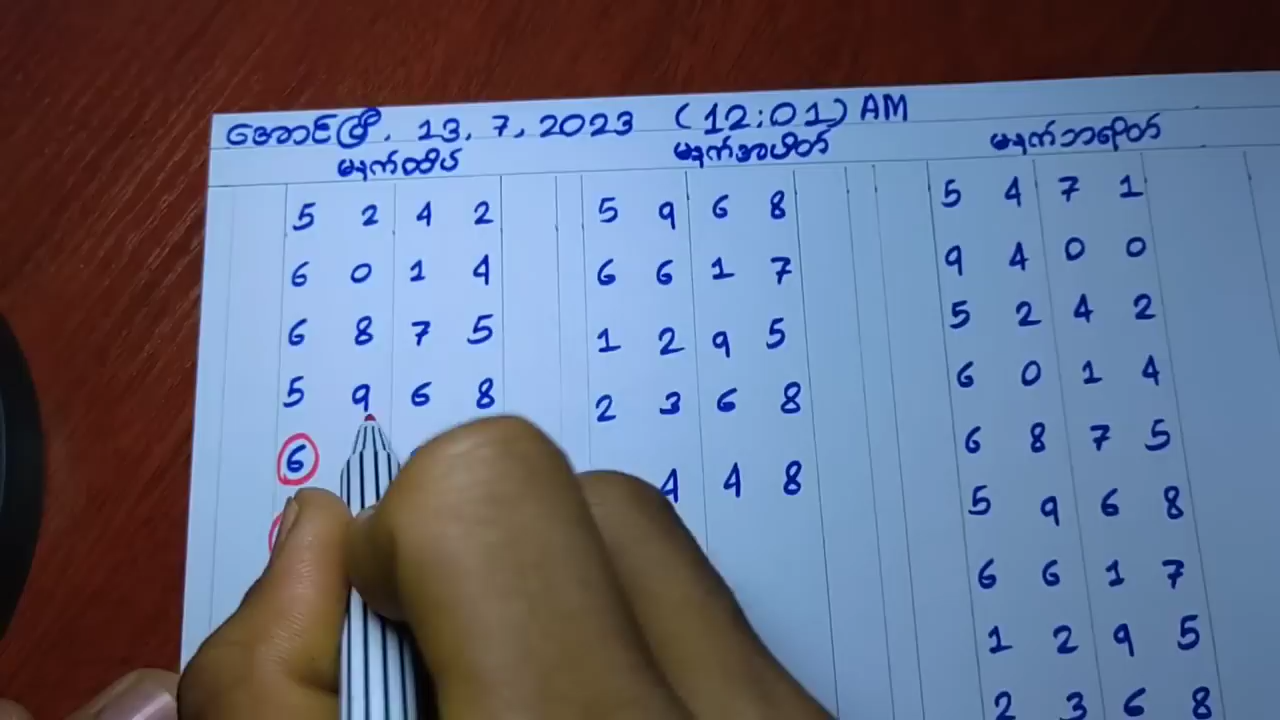 အောင်ဗြီ. 13, 7, 2023 (12:01) AM
မျက်ထိပ် မျက်အပိတ် မျက်ဘရိတ်
5 2 4 2 5 9 6 8 5 4 7 1
6 0 1 4 6 6 1 7 9 4 0 0
6 8 7 5 1 2 9 5 5 2 4 2
5 9 6 8 2 3 6 8 6 0 1 4
6 4 4 8 6 8 7 5
5 9 6 8
6 6 1 7
1 2 9 5
2 3 6 8